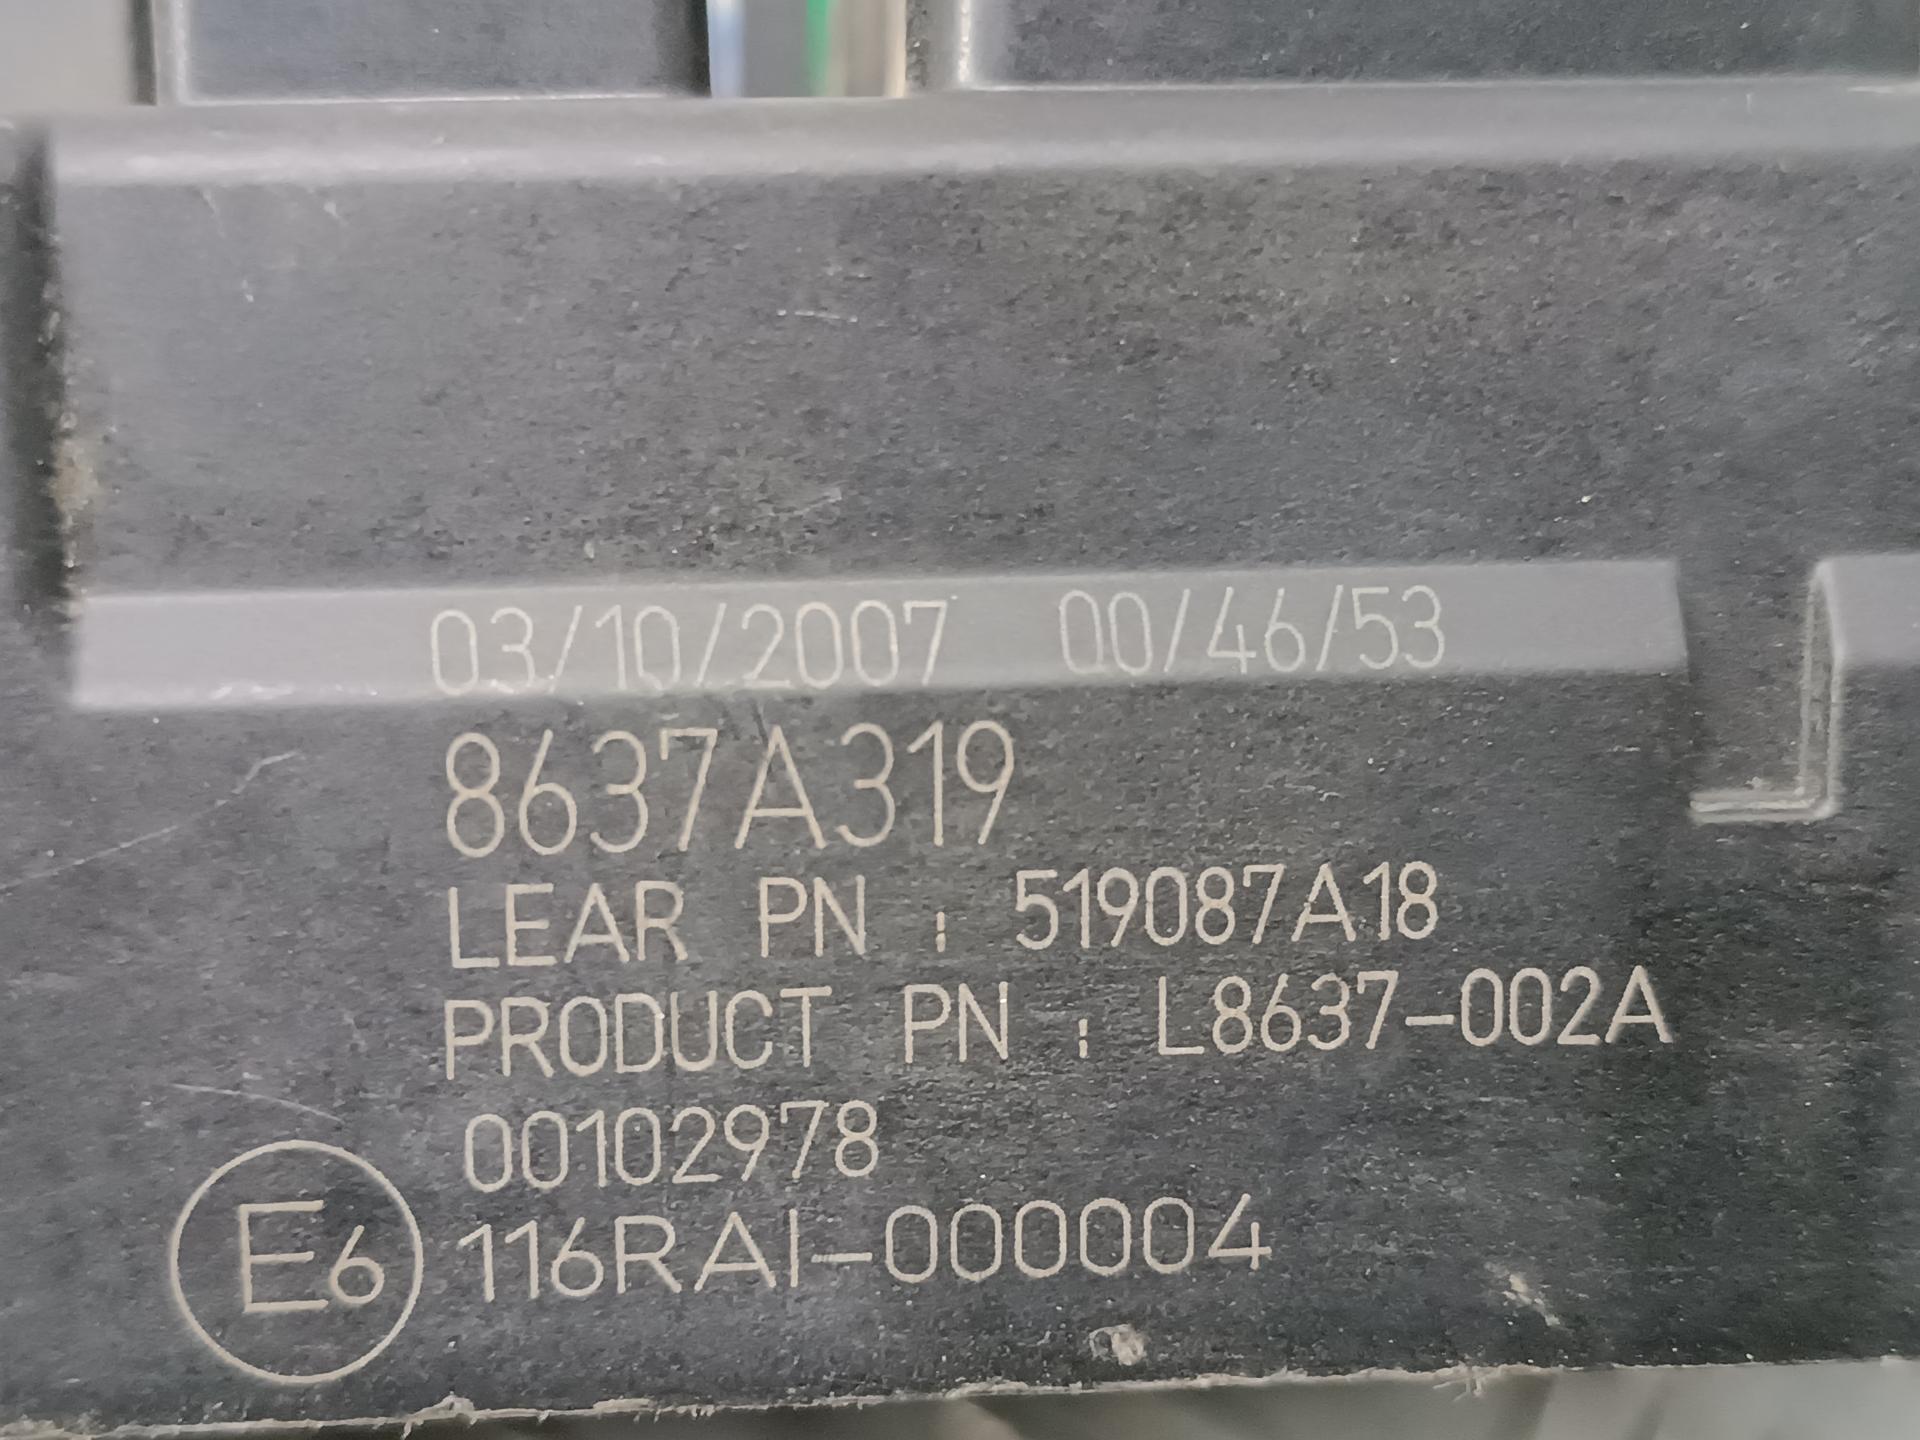 03/10/2007 00/46/53
8637A319
LEAR PN : 519087A18
PRODUCT PN : L8637-002A
00102978
E6 116RAI-000004